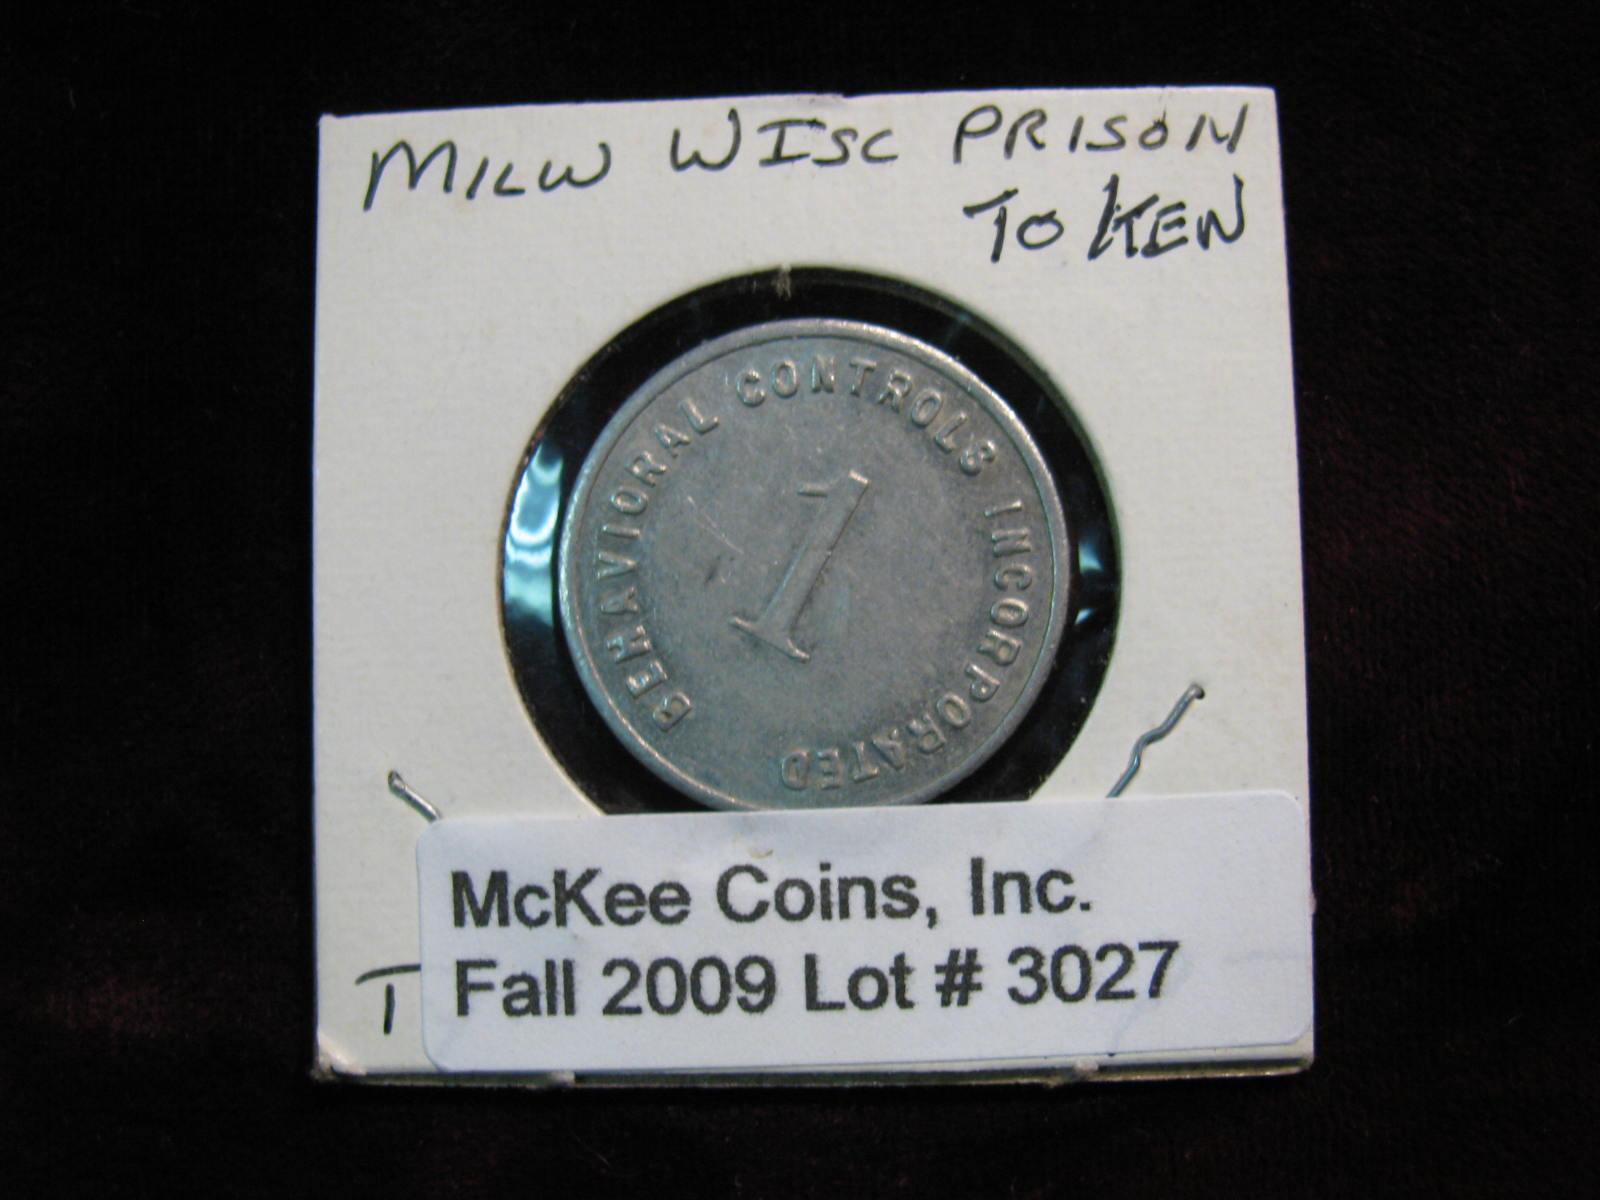 MILW WISC PRISON
TOKEN
BEHAVIORAL CONTROLS INCORPORATED
1
McKee Coins, Inc.
T
Fall 2009 Lot # 3027